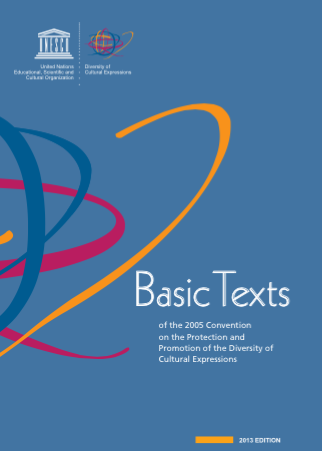 United Nations
Educational, Scientific and
Cultural Organization
Diversity of
Cultural Expressions
Basic Texts
of the 2005 Convention
on the Protection and
Promotion of the Diversity of
Cultural Expressions
2013 EDITION